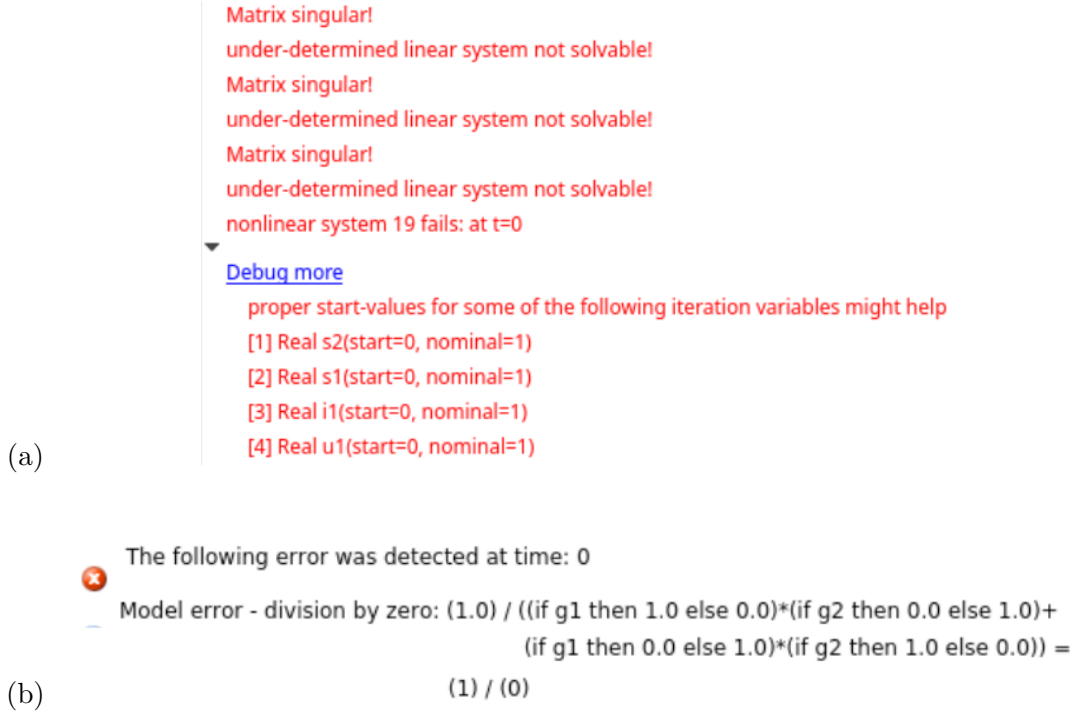 Matrix singular!
under-determined linear system not solvable!
Matrix singular!
under-determined linear system not solvable!
Matrix singular!
under-determined linear system not solvable!
nonlinear system 19 fails: at t=0
Debug more
proper start-values for some of the following iteration variables might help
[1] Real s2(start=0, nominal=1)
[2] Real s1(start=0, nominal=1)
[3] Real i1(start=0, nominal=1)
[4] Real u1(start=0, nominal=1)
(a)
The following error was detected at time: 0
Model error - division by zero: (1.0) / ((if g1 then 1.0 else 0.0)*(if g2 then 0.0 else 1.0)+
(if g1 then 0.0 else 1.0)*(if g2 then 1.0 else 0.0)) =
(1) / (0)
(b)